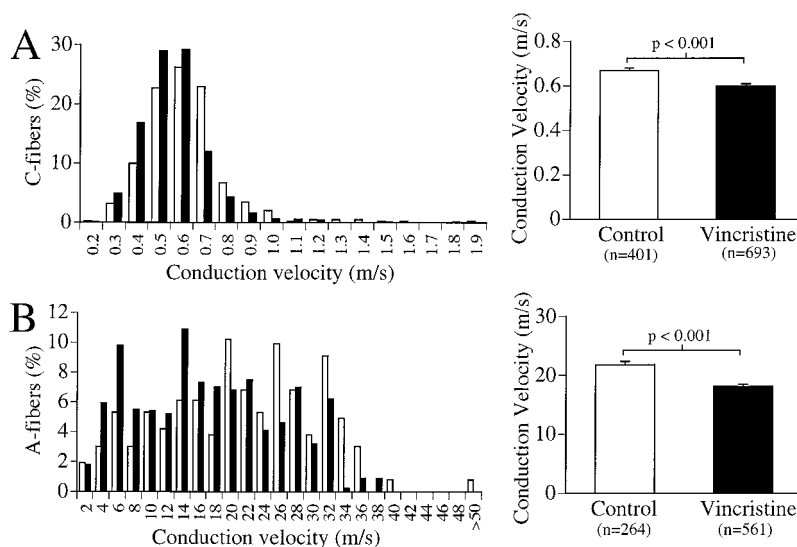 A
C-fibers (%)
30
20
10
0
0.2 0.3 0.4 0.5 0.6 0.7 0.8 0.9 1.0 1.1 1.2 1.3 1.4 1.5 1.6 1.7 1.8 1.9
Conduction velocity (m/s)
Conduction Velocity (m/s)
0.8
0.6
0.4
0.2
0
p < 0.001
Control Vincristine
(n=401) (n=693)
B
A-fibers (%)
12
10
8
6
4
2
0
2 4 6 8 10 12 14 16 18 20 22 24 26 28 30 32 34 36 38 40 42 44 46 48 >50
Conduction velocity (m/s)
Conduction Velocity (m/s)
30
20
10
0
p < 0.001
Control Vincristine
(n=264) (n=561)